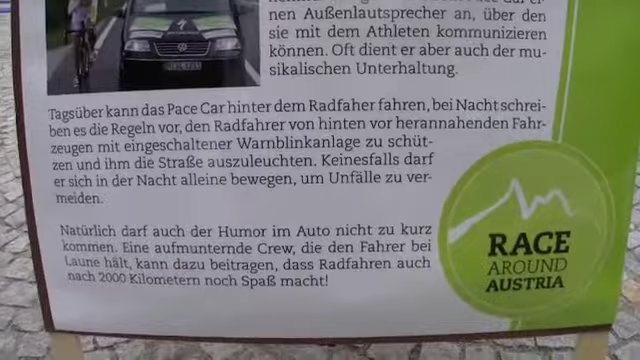 nen Außenlautsprecher an, über den
sie mit dem Athleten kommunizieren
können. Oft dient er aber auch der mu-
sikalischen Unterhaltung.
Tagsüber kann das Pace Car hinter dem Radfaher fahren, bei Nacht schrei-
ben es die Regeln vor, den Radfahrer von hinten vor herannahenden Fahr-
zeugen mit eingeschaltener Warnblinkanlage zu schüt-
zen und ihm die Straße auszuleuchten. Keinesfalls darf
er sich in der Nacht alleine bewegen, um Unfälle zu ver-
meiden.
Natürlich darf auch der Humor im Auto nicht zu kurz
kommen. Eine aufmunternde Crew, die den Fahrer bei
Laune hält, kann dazu beitragen, dass Radfahren auch
nach 2000 Kilometern noch Spaß macht!
RACE
AROUND
AUSTRIA